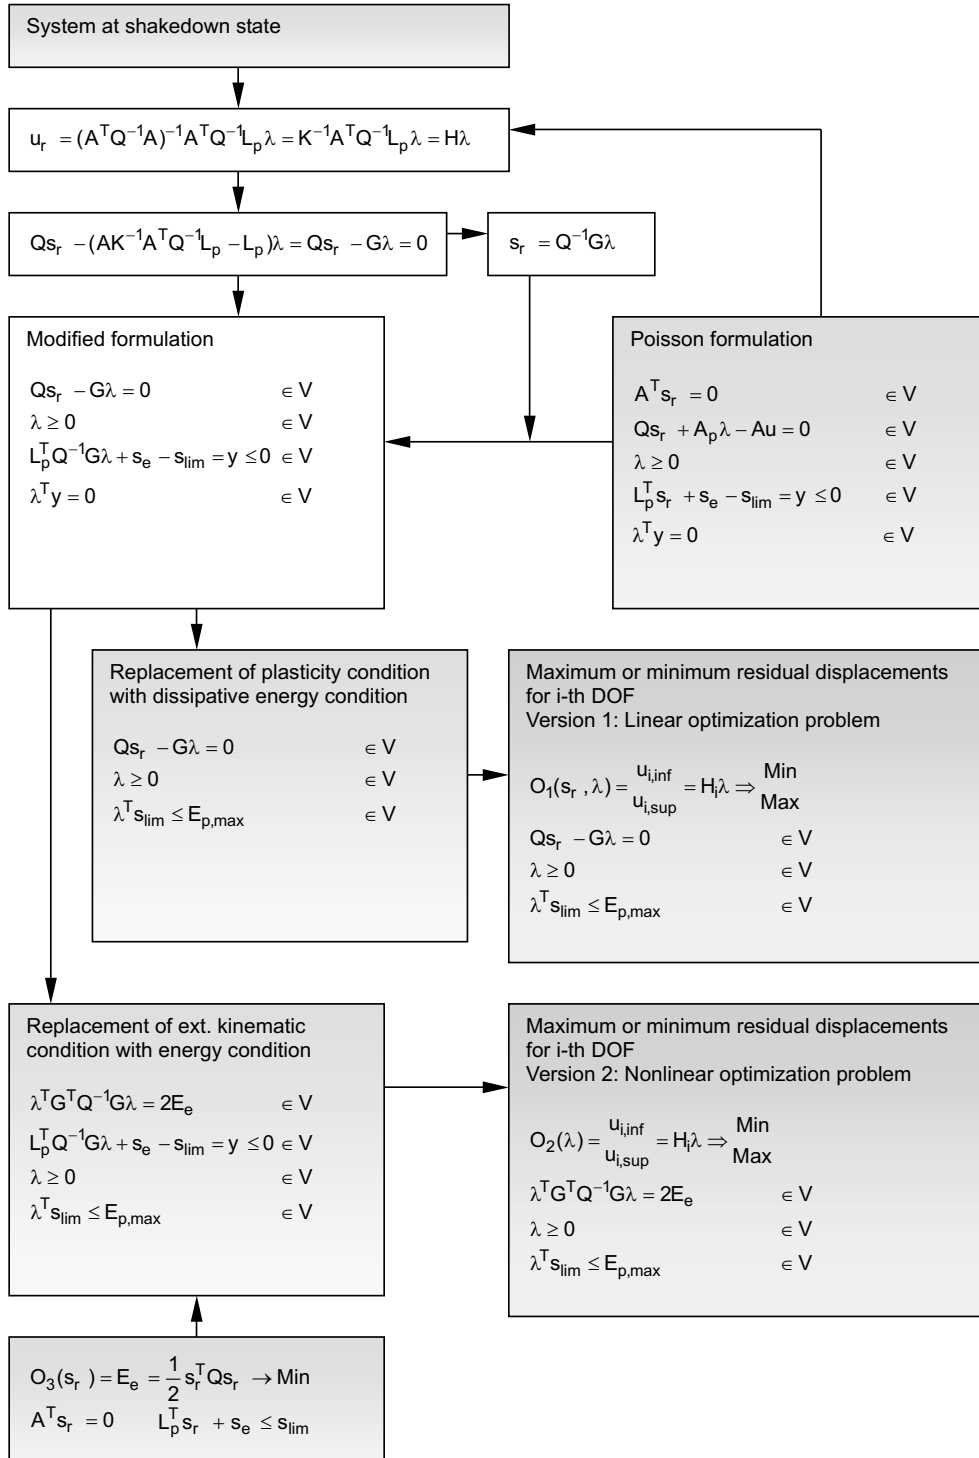 System at shakedown state
u_r = (A^T Q^−1 A)^−1 A^T Q^−1 L_p λ = K^−1 A^T Q^−1 L_p λ = Hλ
Qs_r − (AK^−1 A^T Q^−1 L_p − L_p)λ = Qs_r − Gλ = 0
s_r = Q^−1 Gλ
Modified formulation
Qs_r − Gλ = 0 ∈ V
λ ≥ 0 ∈ V
L_p^T Q^−1 Gλ + s_e − s_lim = y ≤ 0 ∈ V
λ^T y = 0 ∈ V
Poisson formulation
A^T s_r = 0 ∈ V
Qs_r + A_p λ − Au = 0 ∈ V
λ ≥ 0 ∈ V
L_p^T s_r + s_e − s_lim = y ≤ 0 ∈ V
λ^T y = 0 ∈ V
Replacement of plasticity condition
with dissipative energy condition
Qs_r − Gλ = 0 ∈ V
λ ≥ 0 ∈ V
λ^T s_lim ≤ E_p,max ∈ V
Maximum or minimum residual displacements
for i-th DOF
Version 1: Linear optimization problem
O_1(s_r , λ) = u_i,inf / u_i,sup = H_i λ ⇒ Min / Max
Qs_r − Gλ = 0 ∈ V
λ ≥ 0 ∈ V
λ^T s_lim ≤ E_p,max ∈ V
Replacement of ext. kinematic
condition with energy condition
λ^T G^T Q^−1 Gλ = 2E_e ∈ V
L_p^T Q^−1 Gλ + s_e − s_lim = y ≤ 0 ∈ V
λ ≥ 0 ∈ V
λ^T s_lim ≤ E_p,max ∈ V
Maximum or minimum residual displacements
for i-th DOF
Version 2: Nonlinear optimization problem
O_2(λ) = u_i,inf / u_i,sup = H_i λ ⇒ Min / Max
λ^T G^T Q^−1 Gλ = 2E_e ∈ V
λ ≥ 0 ∈ V
λ^T s_lim ≤ E_p,max ∈ V
O_3(s_r) = E_e = 1/2 s_r^T Qs_r → Min
A^T s_r = 0 L_p^T s_r + s_e ≤ s_lim